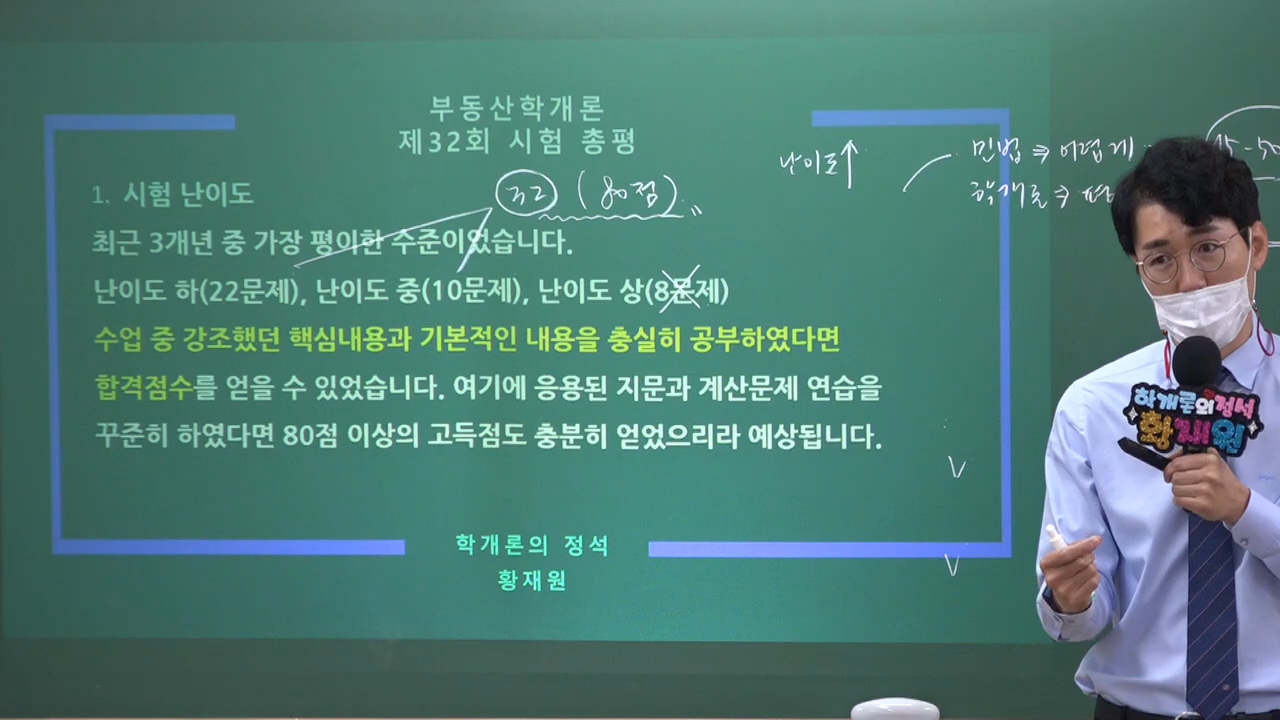 부동산학개론
제32회 시험 총평
난이도↑
민법 ⇒ 어렵게
학개론 ⇒
1. 시험 난이도
32 (80점)
최근 3개년 중 가장 평이한 수준이었습니다.
난이도 하(22문제), 난이도 중(10문제), 난이도 상(8문제)
수업 중 강조했던 핵심내용과 기본적인 내용을 충실히 공부하였다면
합격점수를 얻을 수 있었습니다. 여기에 응용된 지문과 계산문제 연습을
꾸준히 하였다면 80점 이상의 고득점도 충분히 얻었으리라 예상됩니다.
학개론의 정석
황재원
학개론의정석
황재원